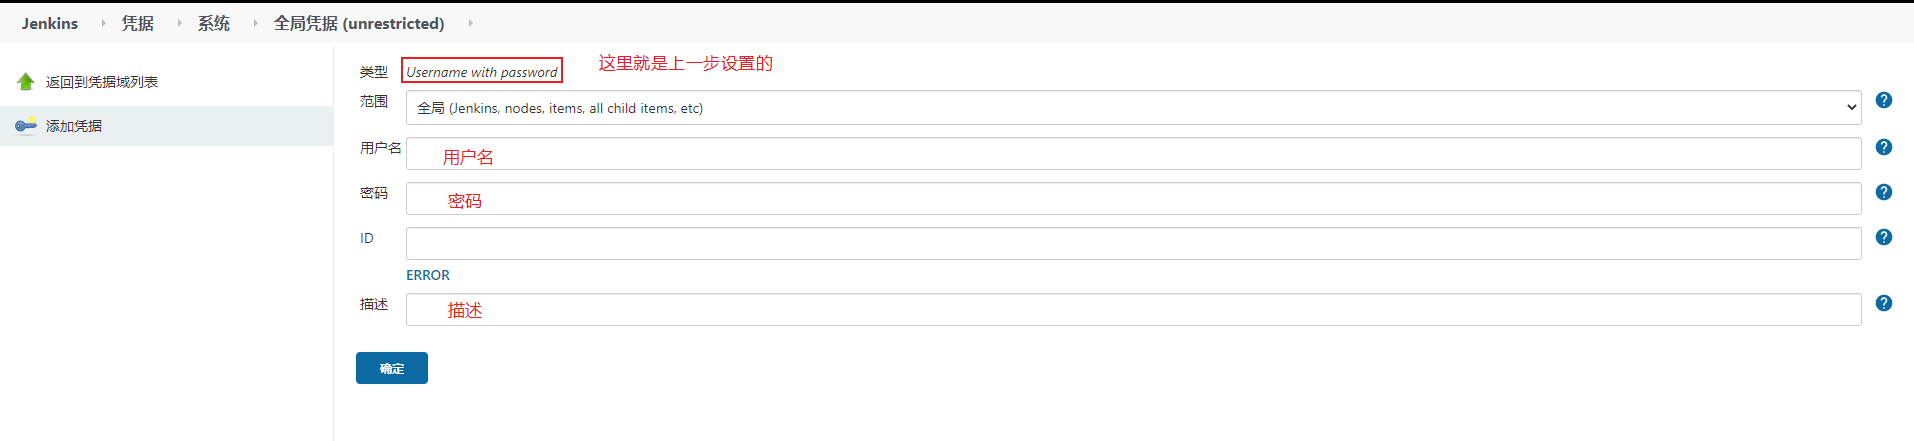 Jenkins 凭据 系统 全局凭据 (unrestricted)
返回到凭据域列表
添加凭据
类型 Username with password 这里就是上一步设置的
范围 全局 (Jenkins, nodes, items, all child items, etc)
用户名 用户名
密码 密码
ID
ERROR
描述 描述
确定